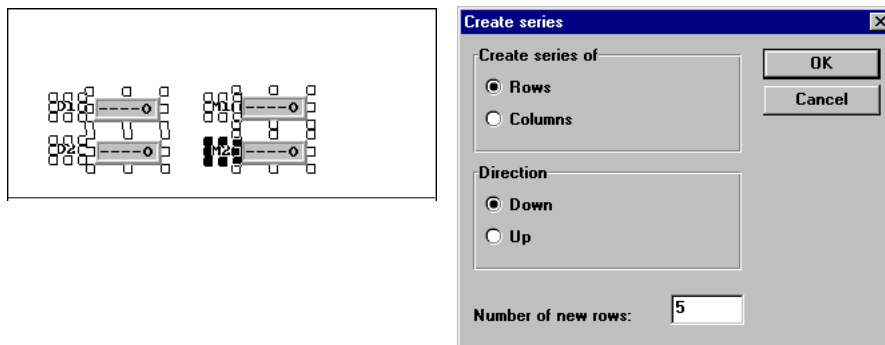 D1 ----0 M1 ----0
D2 ----0 M2 ----0
Create series
Create series of
Rows
Columns
OK
Cancel
Direction
Down
Up
Number of new rows: 5